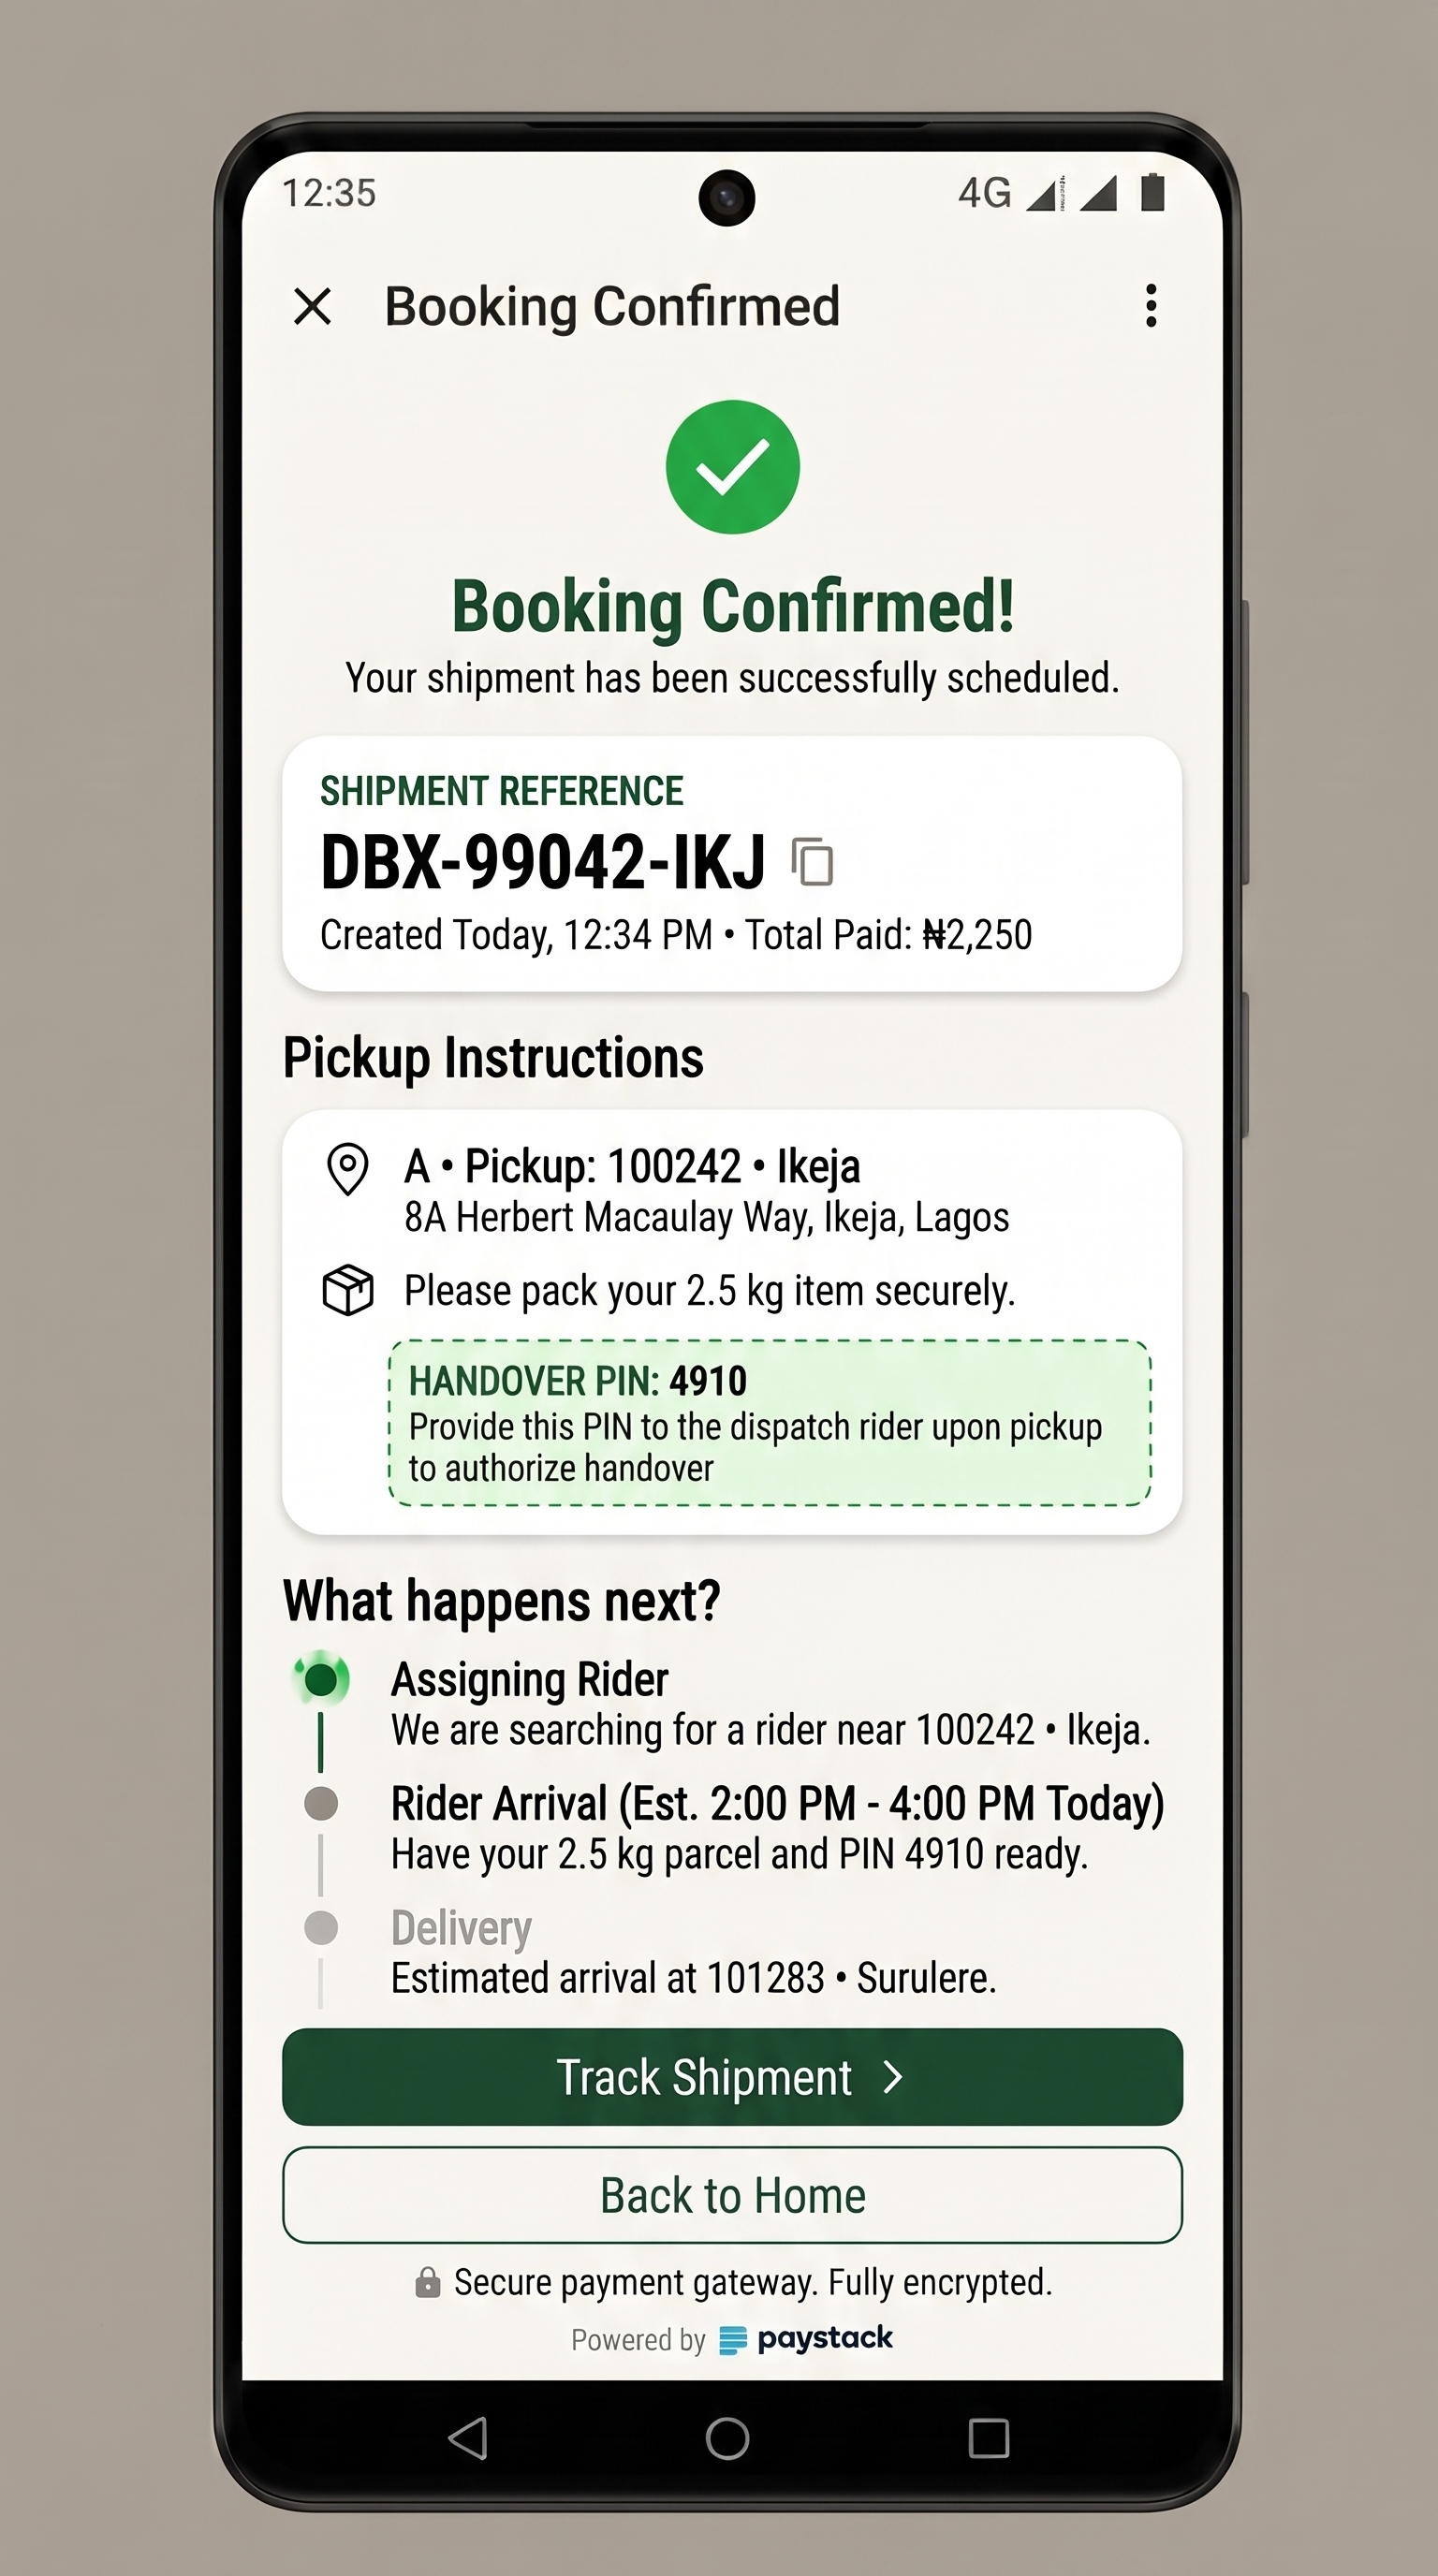 12:35
4G
Booking Confirmed
Booking Confirmed!
Your shipment has been successfully scheduled.
SHIPMENT REFERENCE
DBX-99042-IKJ
Created Today, 12:34 PM • Total Paid: ₦2,250
Pickup Instructions
A • Pickup: 100242 • Ikeja
8A Herbert Macaulay Way, Ikeja, Lagos
Please pack your 2.5 kg item securely.
HANDOVER PIN: 4910
Provide this PIN to the dispatch rider upon pickup
to authorize handover
What happens next?
Assigning Rider
We are searching for a rider near 100242 • Ikeja.
Rider Arrival (Est. 2:00 PM - 4:00 PM Today)
Have your 2.5 kg parcel and PIN 4910 ready.
Delivery
Estimated arrival at 101283 • Surulere.
Track Shipment
Back to Home
Secure payment gateway. Fully encrypted.
Powered by paystack